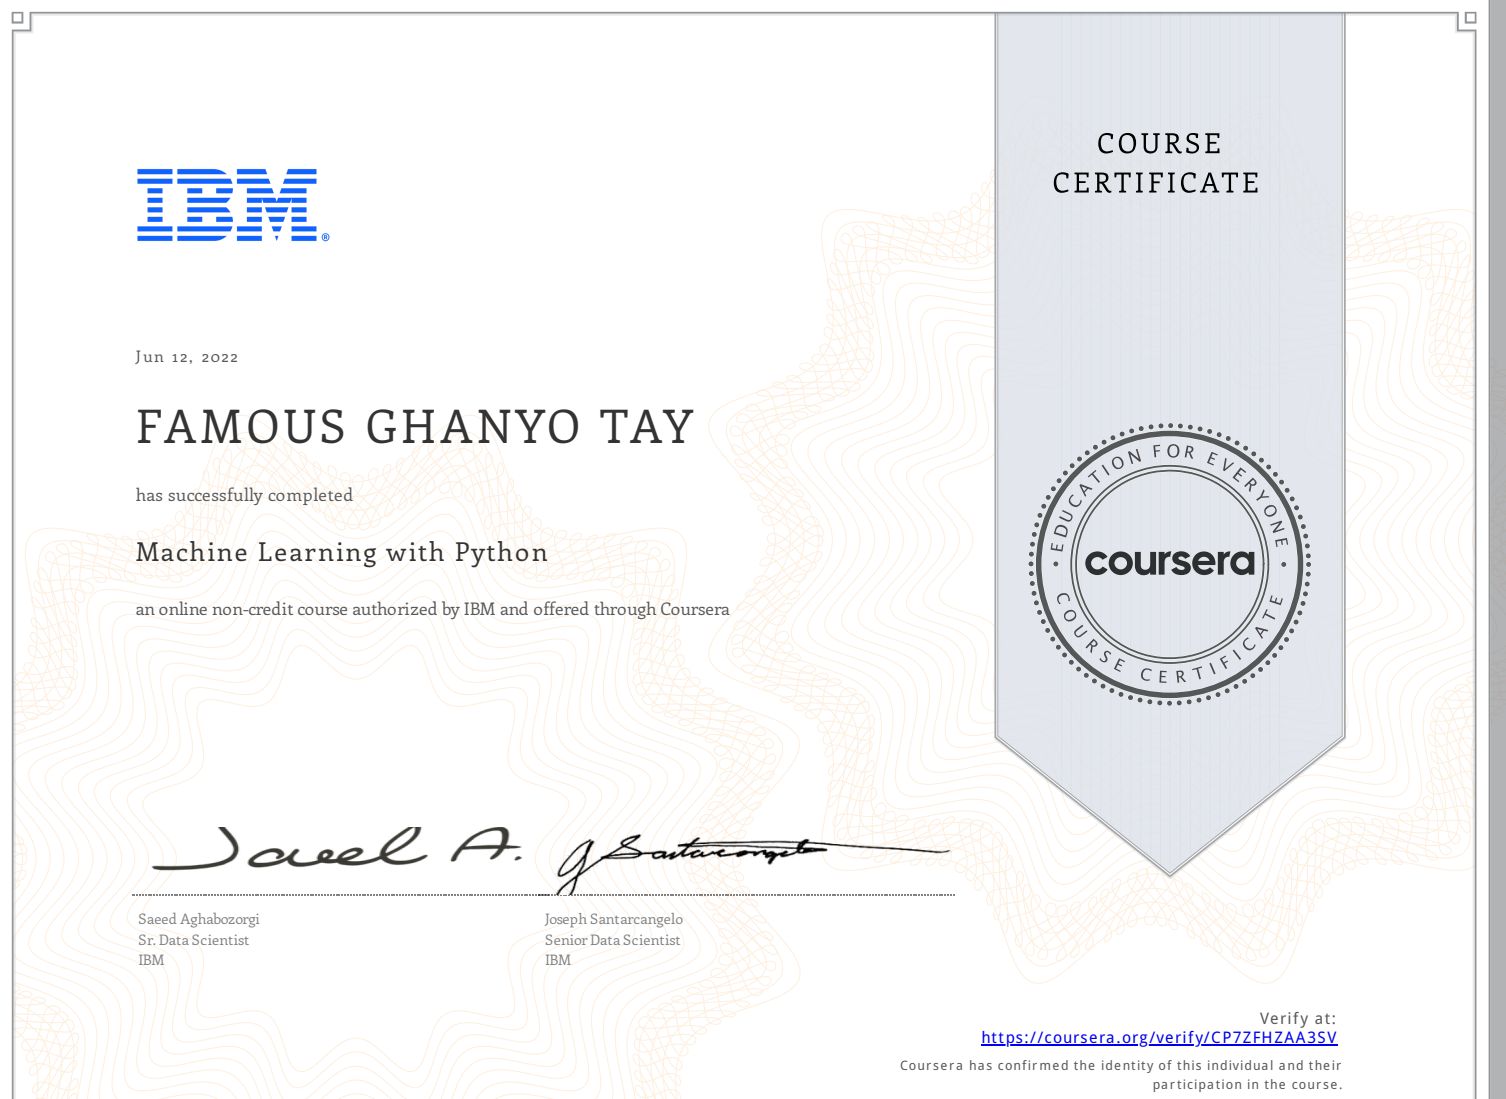 COURSE
CERTIFICATE
IBM®
Jun 12, 2022
FAMOUS GHANYO TAY
has successfully completed
Machine Learning with Python
an online non-credit course authorized by IBM and offered through Coursera
EDUCATION FOR EVERYONE
coursera
COURSE CERTIFICATE
Saeed A.
J Santarcangelo
Saeed Aghabozorgi
Sr. Data Scientist
IBM
Joseph Santarcangelo
Senior Data Scientist
IBM
Verify at:
https://coursera.org/verify/CP7ZFHZAA3SV
Coursera has confirmed the identity of this individual and their
participation in the course.